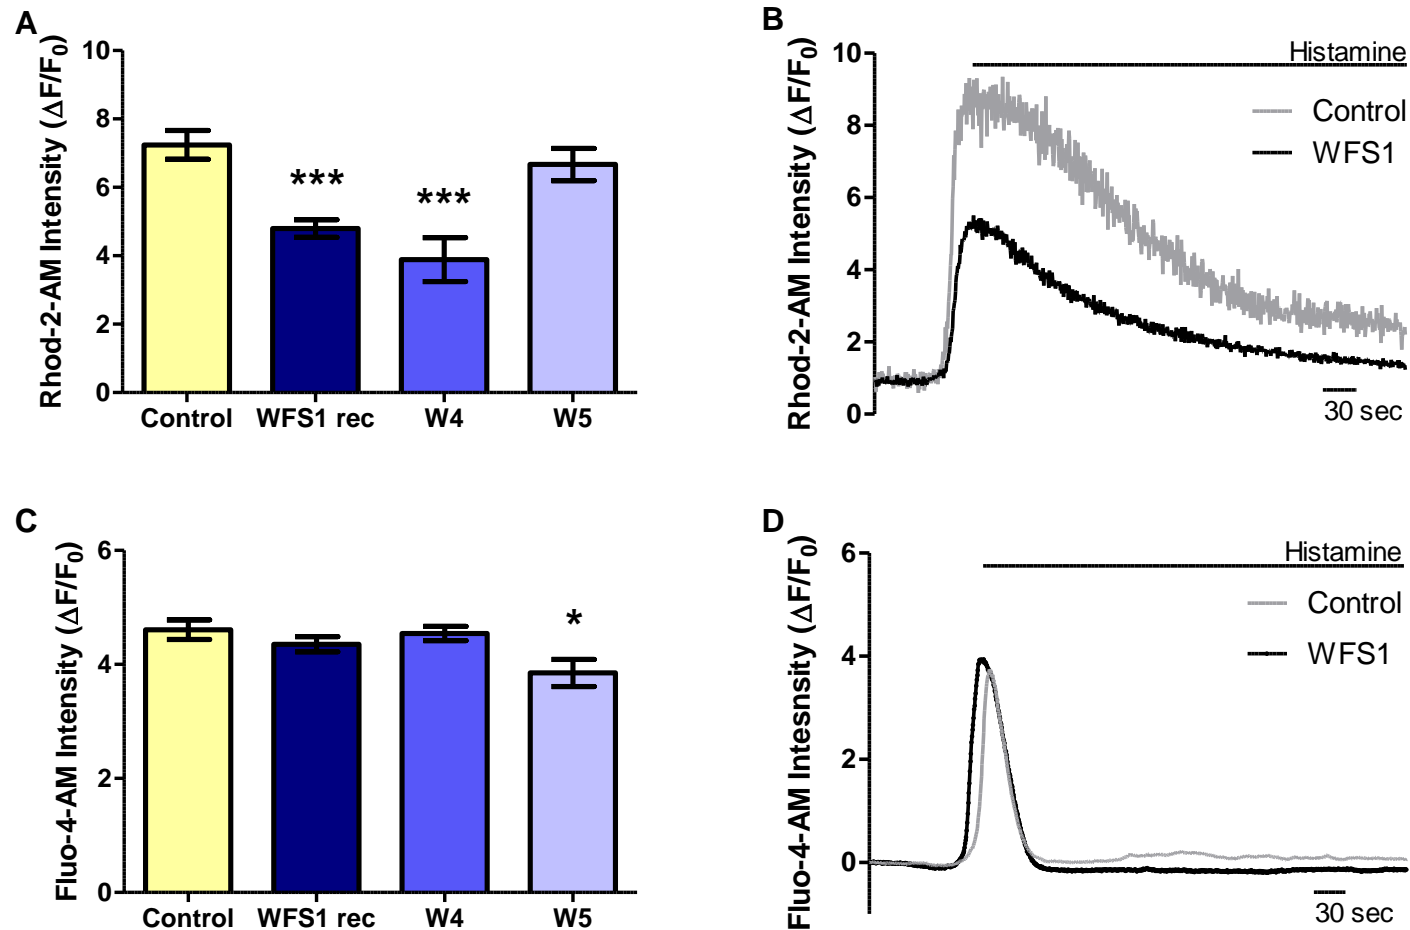 A
Rhod-2-AM Intensity (ΔF/F0)
10
8
6
4
2
0
***
***
Control
WFS1 rec
W4
W5
B
Rhod-2-AM Intensity (ΔF/F0)
10
8
6
4
2
0
Histamine
Control
WFS1
30 sec
C
Fluo-4-AM Intensity (ΔF/F0)
6
4
2
0
*
Control
WFS1 rec
W4
W5
D
Fluo-4-AM Intesnsity (ΔF/F0)
6
4
2
0
Histamine
Control
WFS1
30 sec